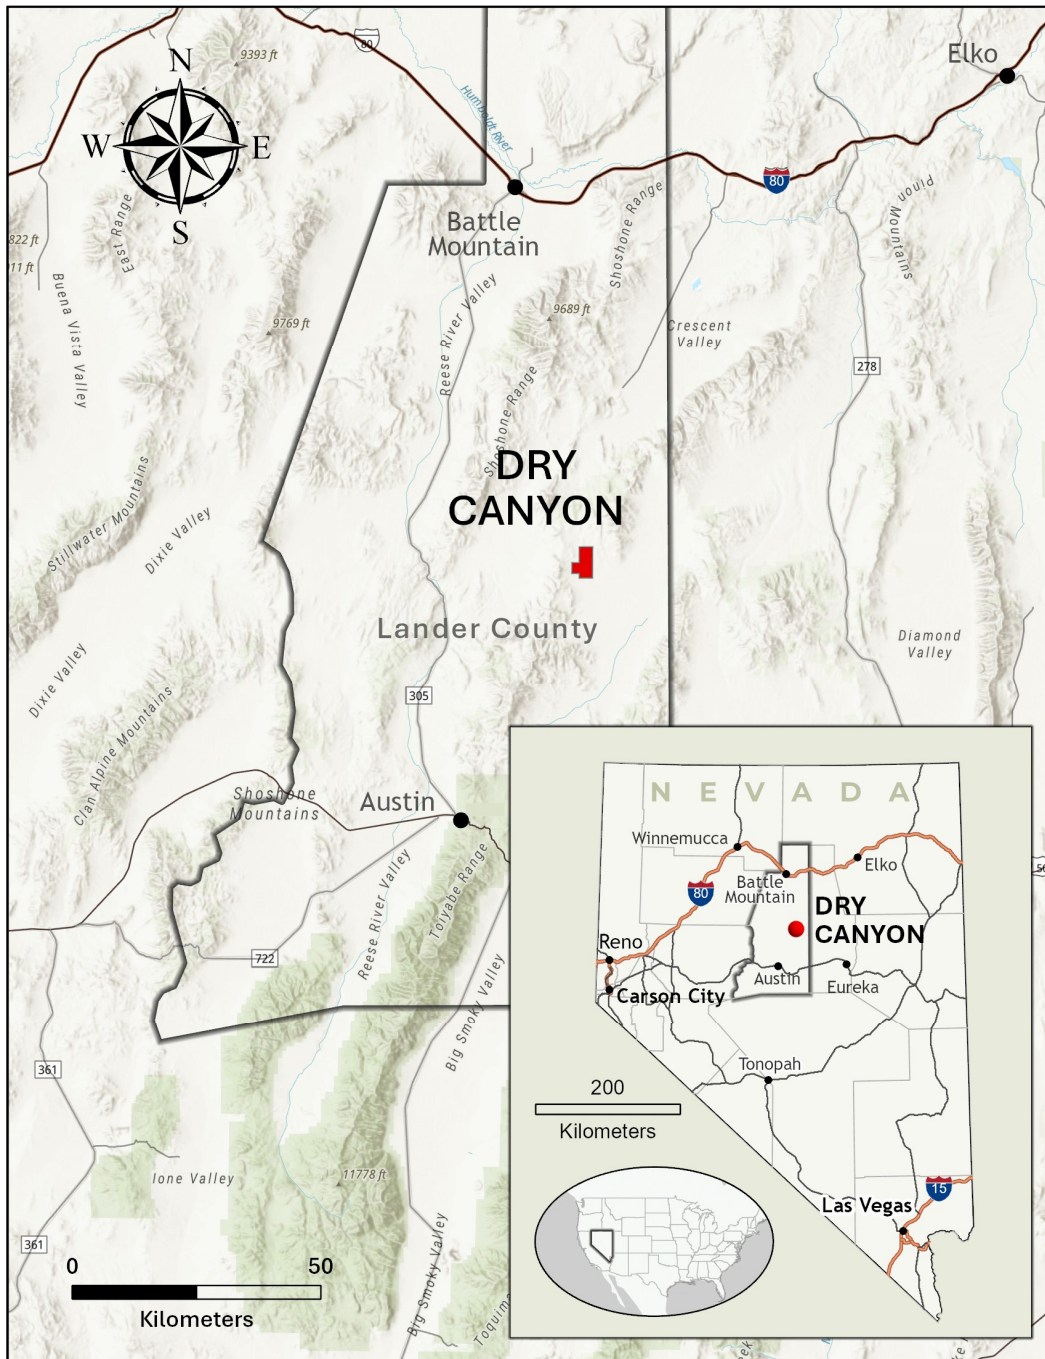 80
9393 ft
Elko
N
W
E
S
Humboldt River
80
822 ft
11 ft
East Range
Battle
Mountain
Shoshone Range
Mountains
Buena Vista Valley
9769 ft
Reese River Valley
9689 ft
Crescent
Valley
278
Shoshone Range
DRY
CANYON
Stillwater Mountains
Dixie Valley
Lander County
Diamond
Valley
Dixie Valley
305
Clan Alpine Mountains
Shoshone
Mountains
Austin
Toiyabe Range
Reese River Valley
722
Big Smoky Valley
361
Ione Valley
11778 ft
361
Big Smoky Valley
Toquima
0
50
Kilometers
NEVADA
Winnemucca
Elko
Battle
Mountain
80
DRY
CANYON
Reno
Austin
Eureka
Carson City
Tonopah
200
Kilometers
15
Las Vegas